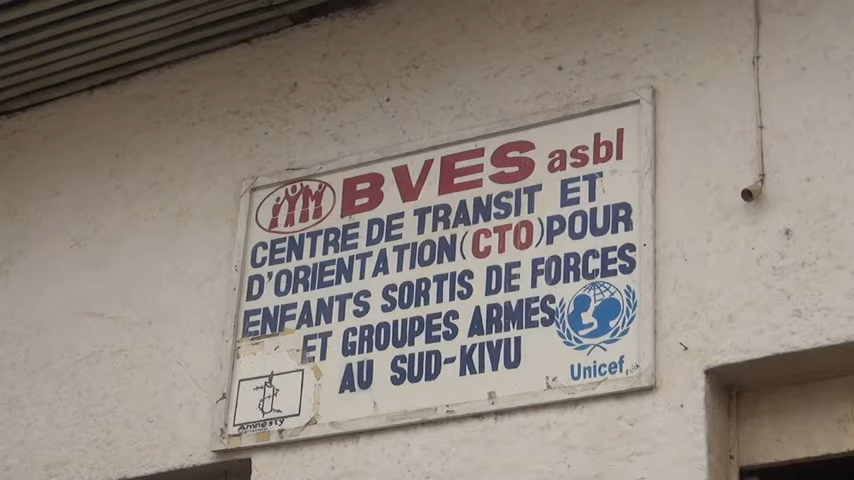 BVES asbl
CENTRE DE TRANSIT ET
D'ORIENTATION (CTO) POUR
ENFANTS SORTIS DE FORCES
ET GROUPES ARMES
AU SUD-KIVU
Unicef
Amnesty